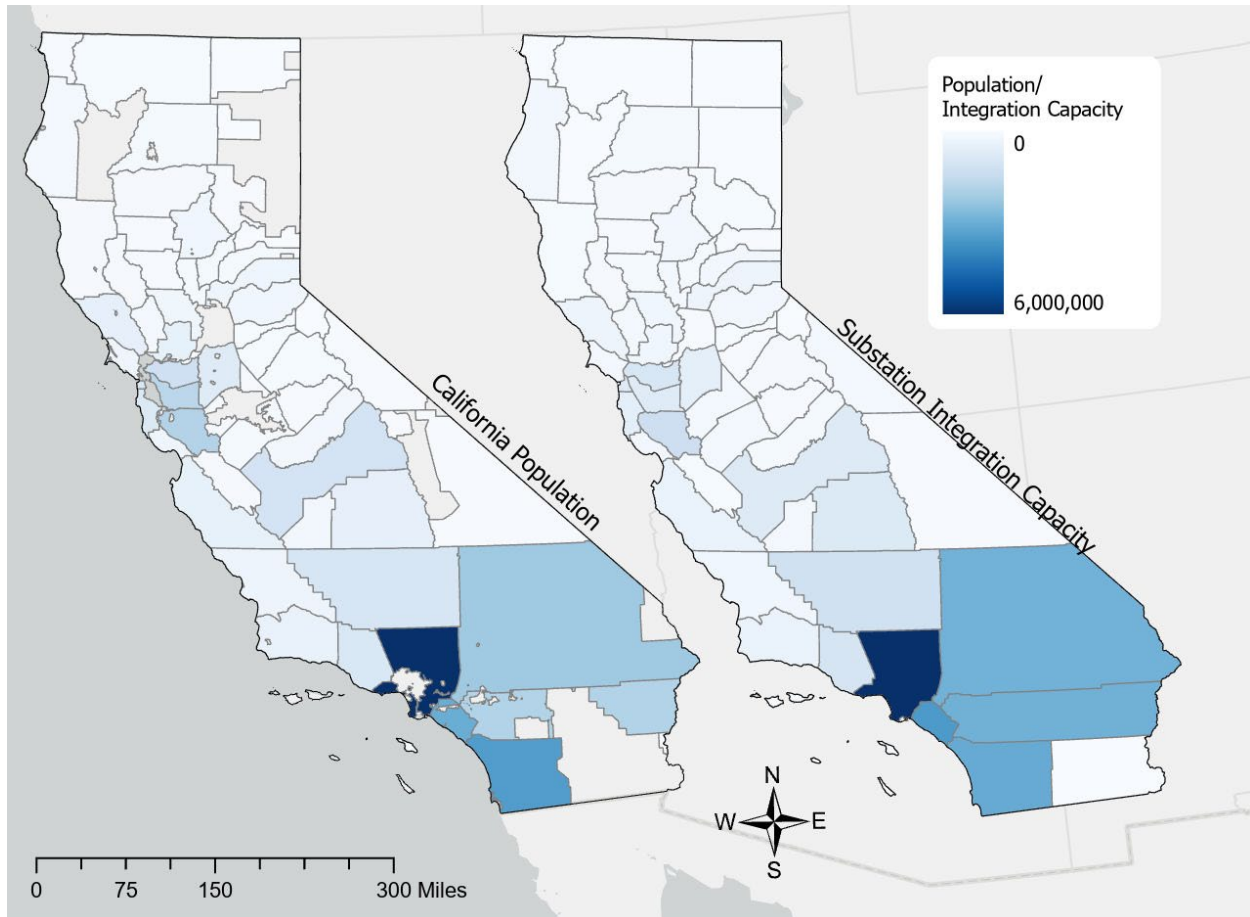 Population/
Integration Capacity
0
6,000,000
California Population
Substation Integration Capacity
N
W
E
S
0
75
150
300 Miles